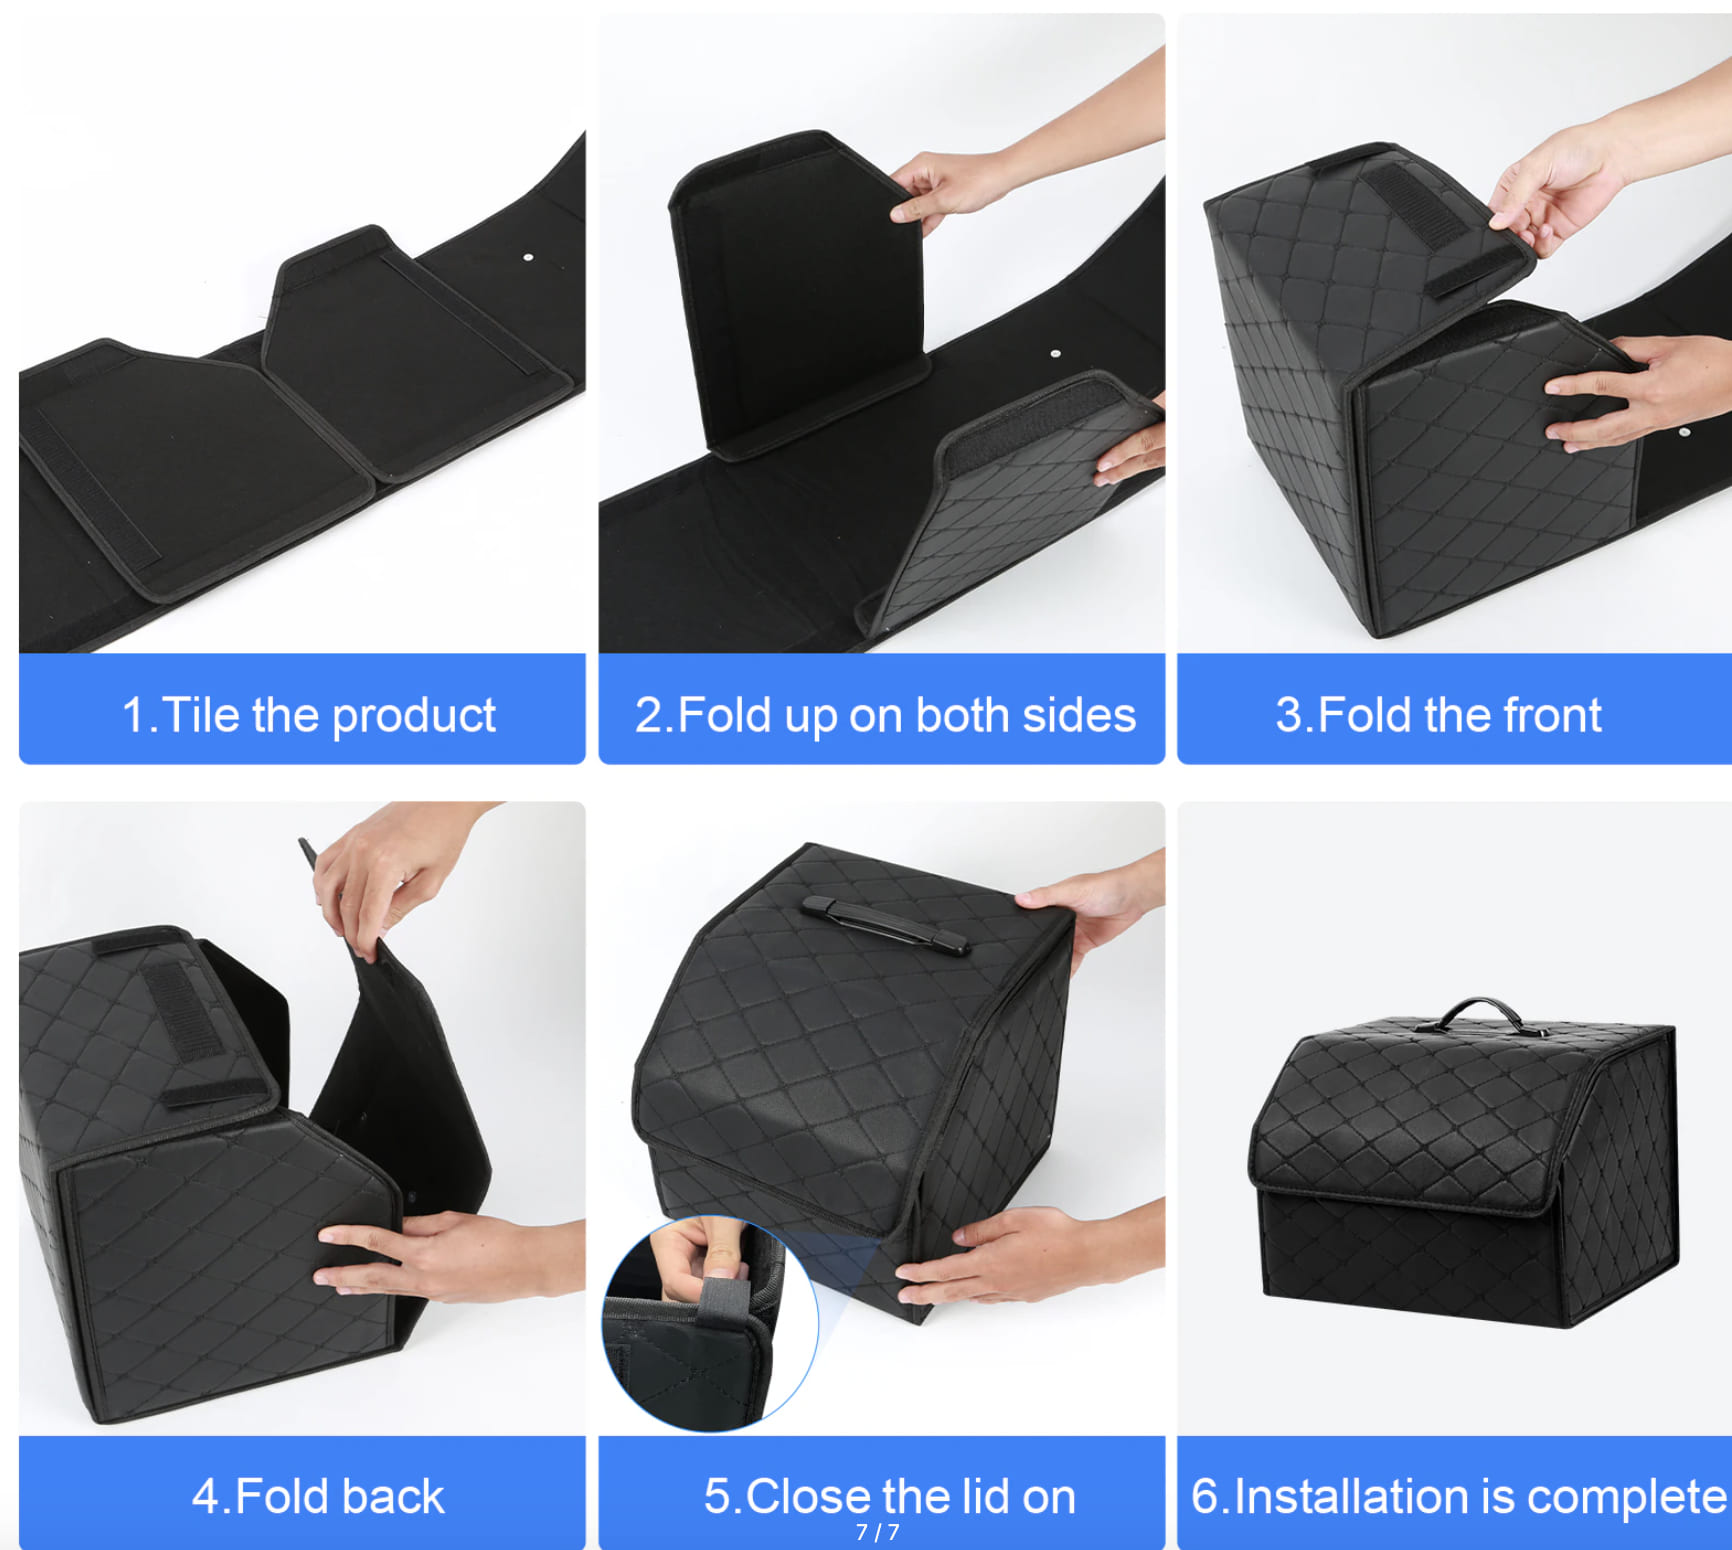 1.Tile the product
2.Fold up on both sides
3.Fold the front
4.Fold back
5.Close the lid on
6.Installation is complete
7 / 7